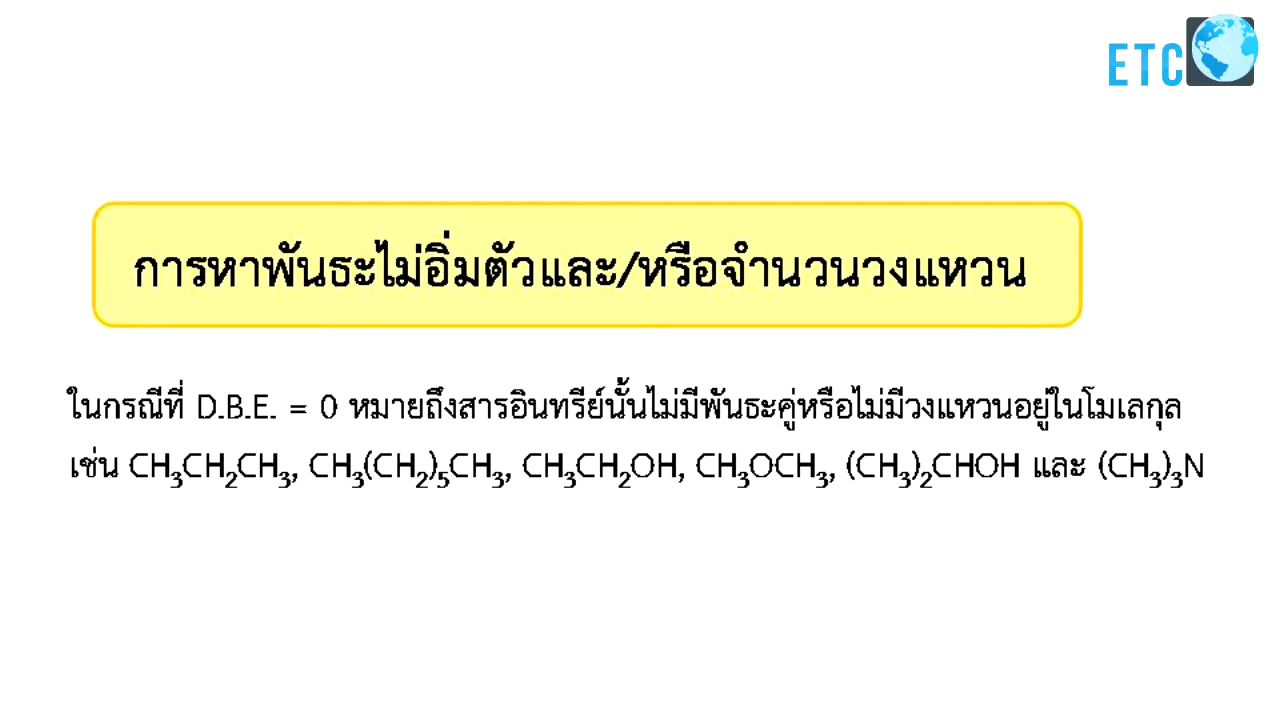 ETC
การหาพันธะไม่อิ่มตัวและ/หรือจำนวนวงแหวน
ในกรณีที่ D.B.E. = 0 หมายถึงสารอินทรีย์นั้นไม่มีพันธะคู่หรือไม่มีวงแหวนอยู่ในโมเลกุล
เช่น CH₃CH₂CH₃, CH₃(CH₂)₅CH₃, CH₃CH₂OH, CH₃OCH₃, (CH₃)₂CHOH และ (CH₃)₃N